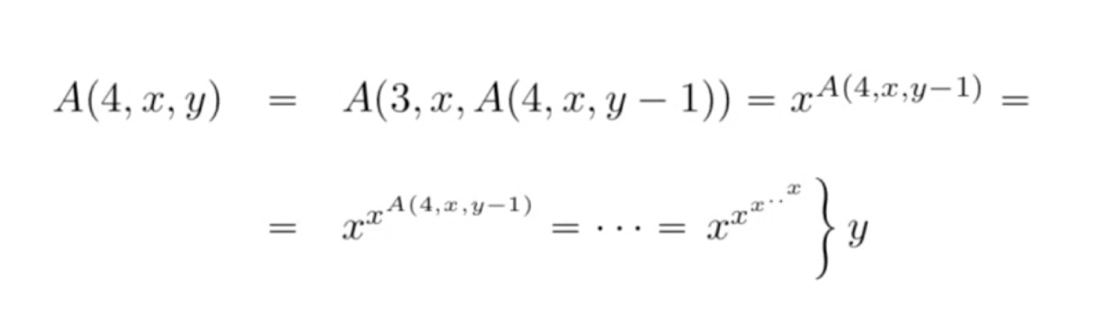 A(4, x, y) = A(3, x, A(4, x, y − 1)) = x^{A(4,x,y−1)} =
= x^{x^{A(4,x,y−1)}} = · · · = x^{x^{x^{.^{.^{x}}}}} } y